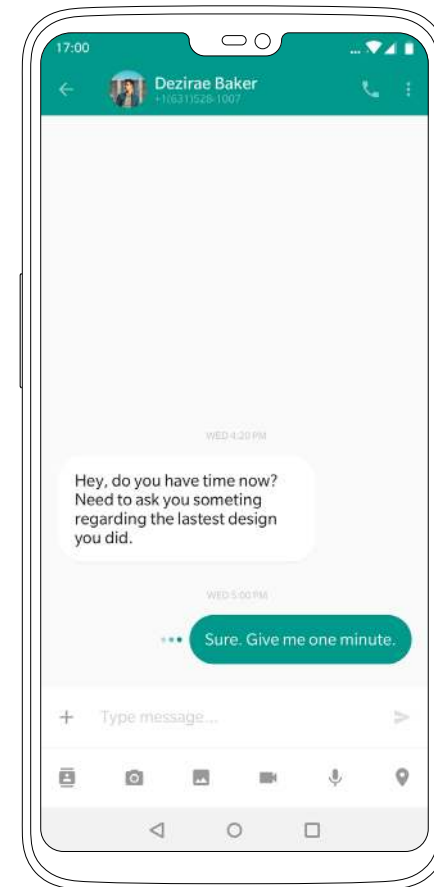 17:00
Dezirae Baker
+1(631)528-1007
WED 4:20 PM
Hey, do you have time now?
Need to ask you someting
regarding the lastest design
you did.
WED 5:00 PM
Sure. Give me one minute.
Type message...